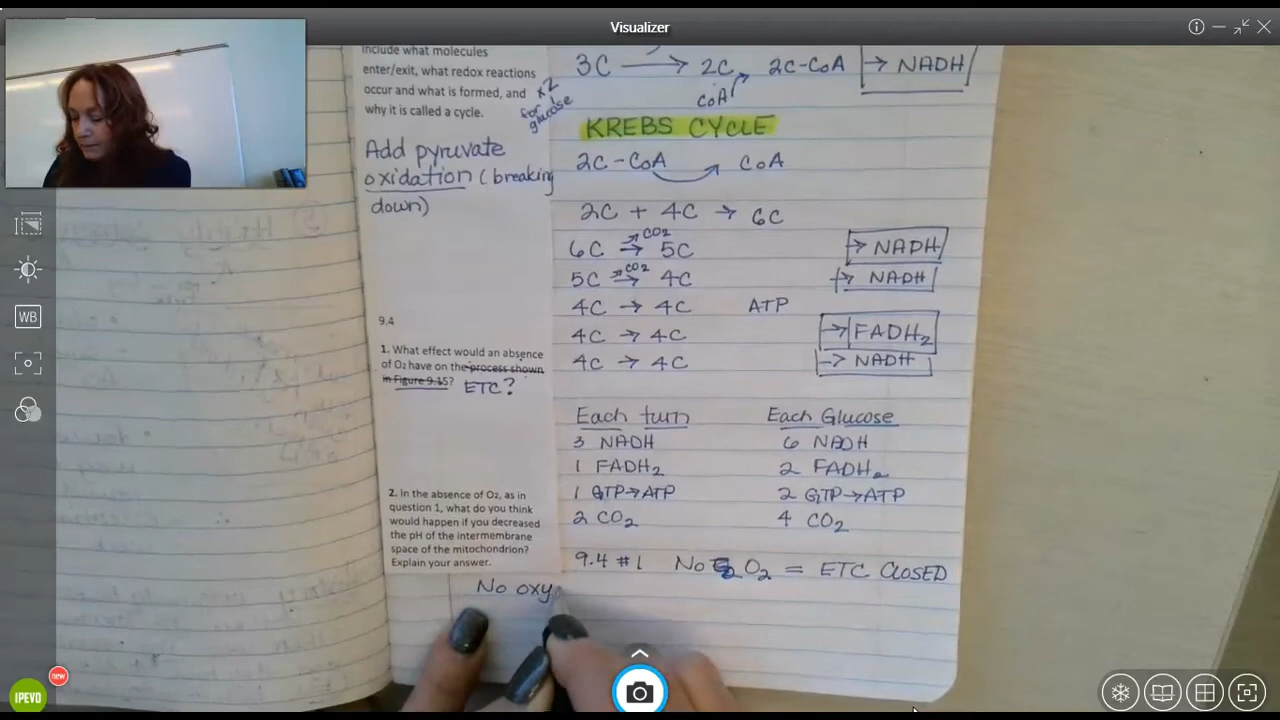 Visualizer
include what molecules
enter/exit, what redox reactions
occur and what is formed, and
why it is called a cycle.
x2
for
glucose
Add pyruvate
oxidation (breaking
down)
9.4
1. What effect would an absence
of O2 have on the process shown
in Figure 9.15? ETC?
2. In the absence of O2, as in
question 1, what do you think
would happen if you decreased
the pH of the intermembrane
space of the mitochondrion?
Explain your answer.
3C → 2C 2C-CoA → NADH
CoA
KREBS CYCLE
2C-CoA → CoA
2C + 4C → 6C
6C → CO2 5C → NADH
5C → CO2 4C → NADH
4C → 4C ATP
4C → 4C → FADH2
4C → 4C → NADH
Each turn Each Glucose
3 NADH 6 NADH
1 FADH2 2 FADH2
1 GTP→ATP 2 GTP→ATP
2 CO2 4 CO2
9.4 #1 No O2 = ETC CLOSED
No oxy
WB
new
IPEVO